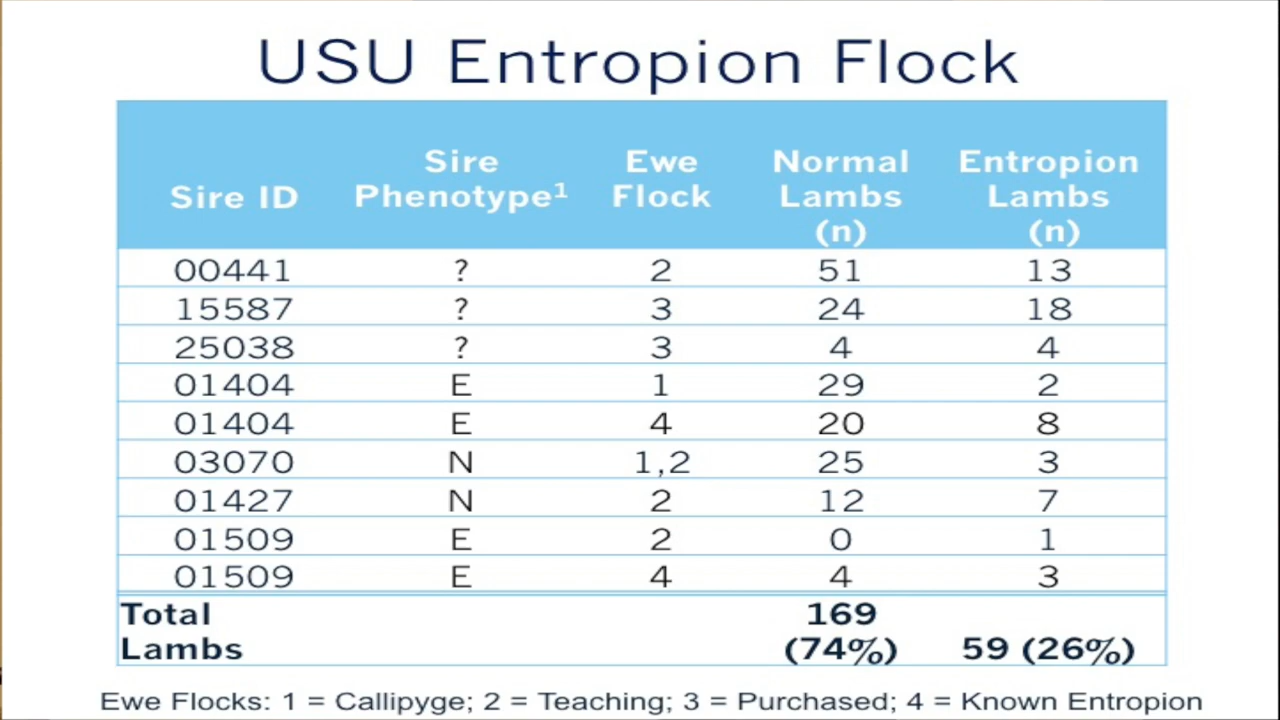 USU Entropion Flock
Sire ID Sire Phenotype¹ Ewe Flock Normal Lambs (n) Entropion Lambs (n)
00441 ? 2 51 13
15587 ? 3 24 18
25038 ? 3 4 4
01404 E 1 29 2
01404 E 4 20 8
03070 N 1,2 25 3
01427 N 2 12 7
01509 E 2 0 1
01509 E 4 4 3
Total Lambs 169 (74%) 59 (26%)
Ewe Flocks: 1 = Callipyge; 2 = Teaching; 3 = Purchased; 4 = Known Entropion